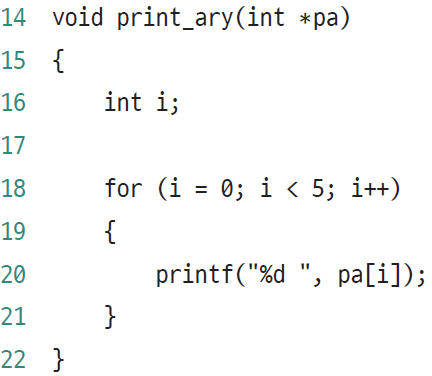 14 void print_ary(int *pa)
15 {
16     int i;
17
18     for (i = 0; i < 5; i++)
19     {
20         printf("%d ", pa[i]);
21     }
22 }